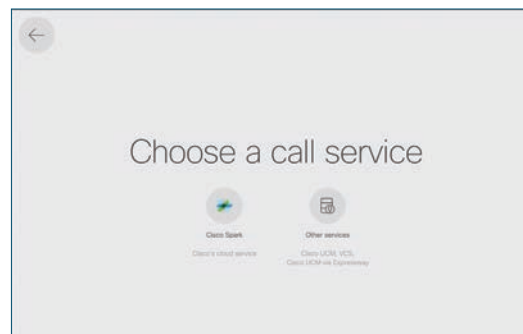 Choose a call service
Cisco Spark
Cisco's cloud service
Other services
Cisco UCM, VCS,
Cisco UCM via Expressway